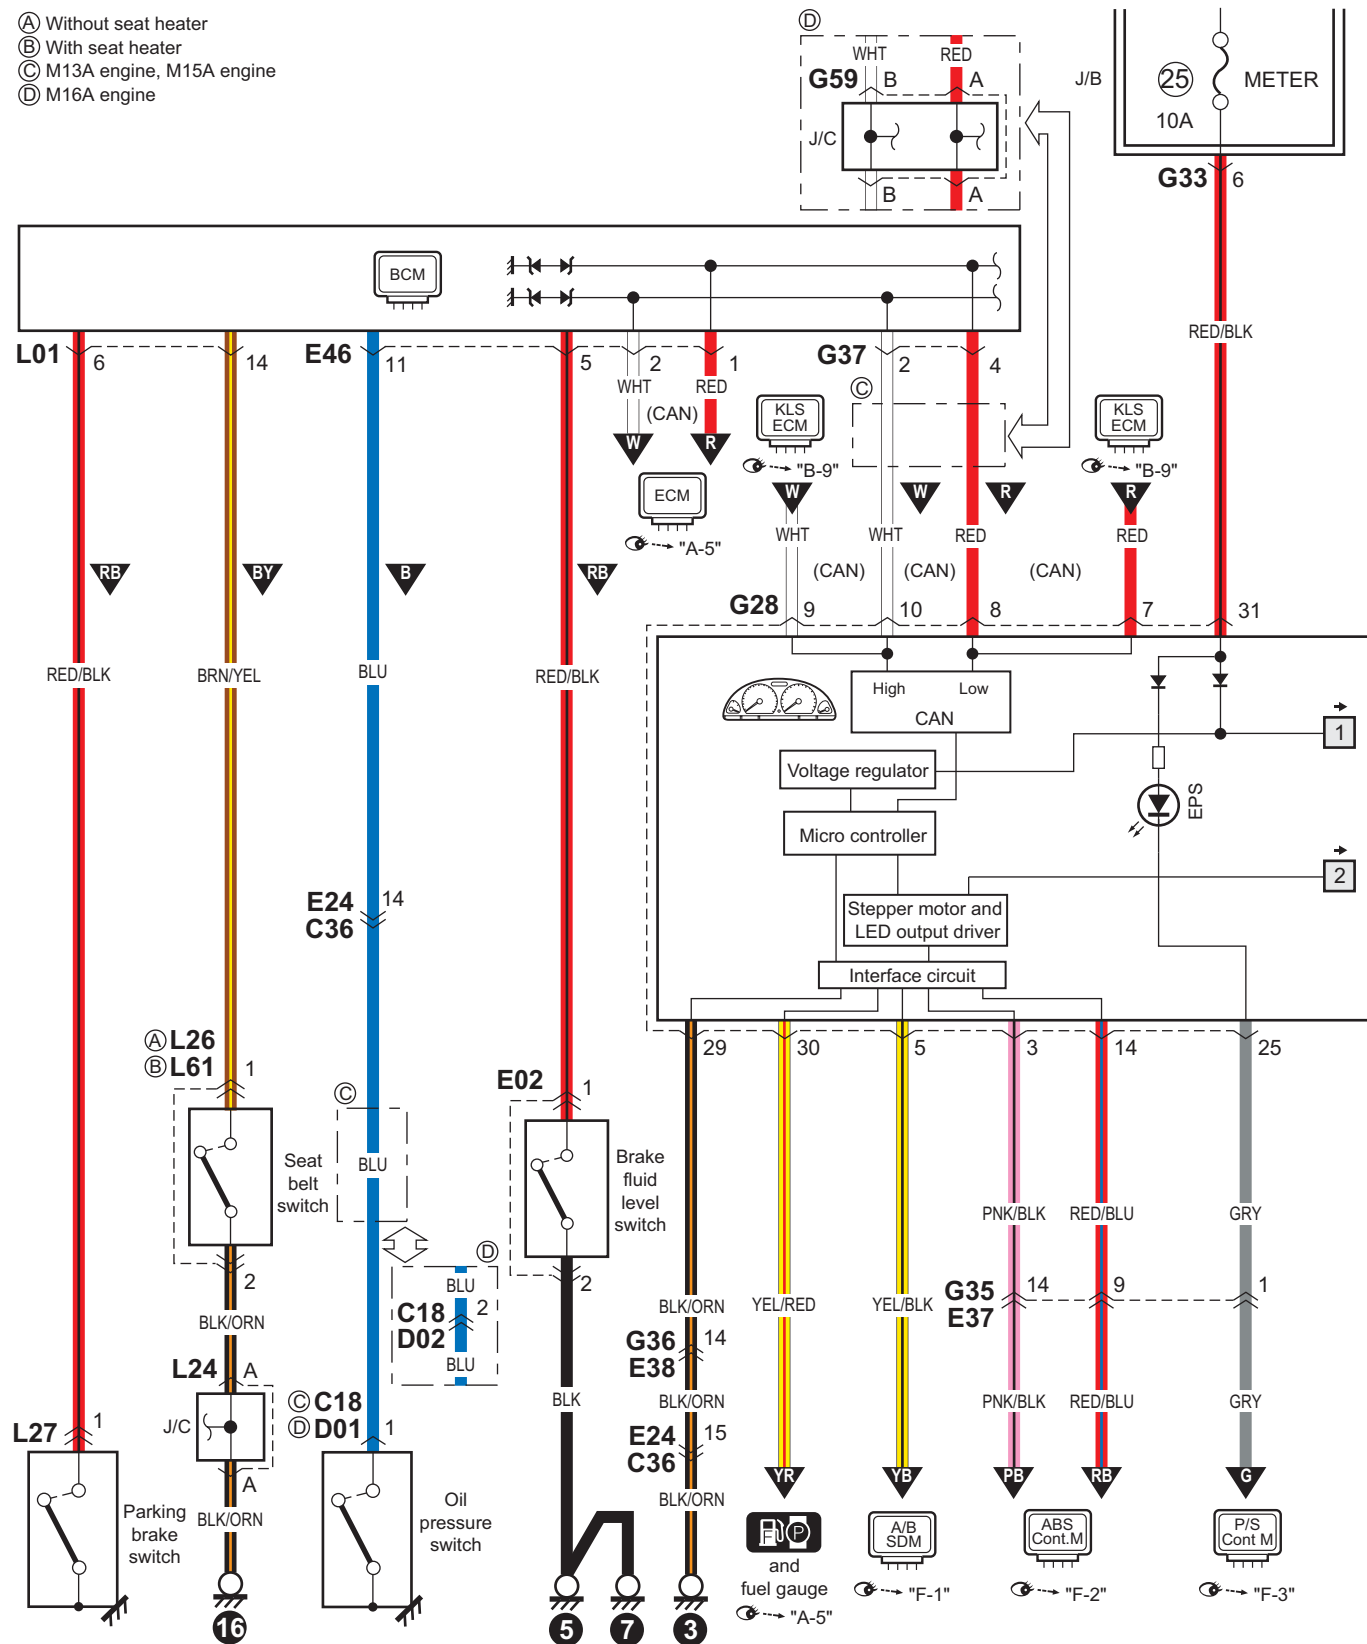 Ⓐ Without seat heater
Ⓑ With seat heater
Ⓒ M13A engine, M15A engine
Ⓓ M16A engine
Ⓓ
WHT RED
G59 B A
J/C
B A
J/B
25 METER
10A
G33 6
BCM
RED/BLK
L01 6 14 E46 11 5 2 1 G37 2 4
WHT RED
(CAN)
Ⓒ
KLS ECM
KLS ECM
"B-9"
"B-9"
W R
W W R R
ECM
"A-5"
WHT WHT RED RED
(CAN) (CAN) (CAN)
RB BY B RB
G28 9 10 8 7 31
RED/BLK BRN/YEL BLU RED/BLK
High Low
CAN
1
Voltage regulator
EPS
Micro controller
2
Stepper motor and LED output driver
Interface circuit
E24 14
C36
29 30 5 3 14 25
Ⓐ L26
Ⓑ L61 1
E02 1
Ⓒ
BLU
Seat belt switch
Brake fluid level switch
PNK/BLK RED/BLU GRY
Ⓓ
2 2
BLU
C18 2
D02
BLU
BLK/ORN
BLK/ORN YEL/RED YEL/BLK
G35 14 9 1
E37
G36 14
E38
L24 A
J/C
A
BLK/ORN
BLK
BLK/ORN PNK/BLK RED/BLU GRY
L27 1
Ⓒ C18
Ⓓ D01 1
E24 15
C36
BLK/ORN
YR YB PB RB G
Parking brake switch
Oil pressure switch
F P
and fuel gauge
"A-5"
A/B SDM
"F-1"
ABS Cont.M
"F-2"
P/S Cont M
"F-3"
16 5 7 3